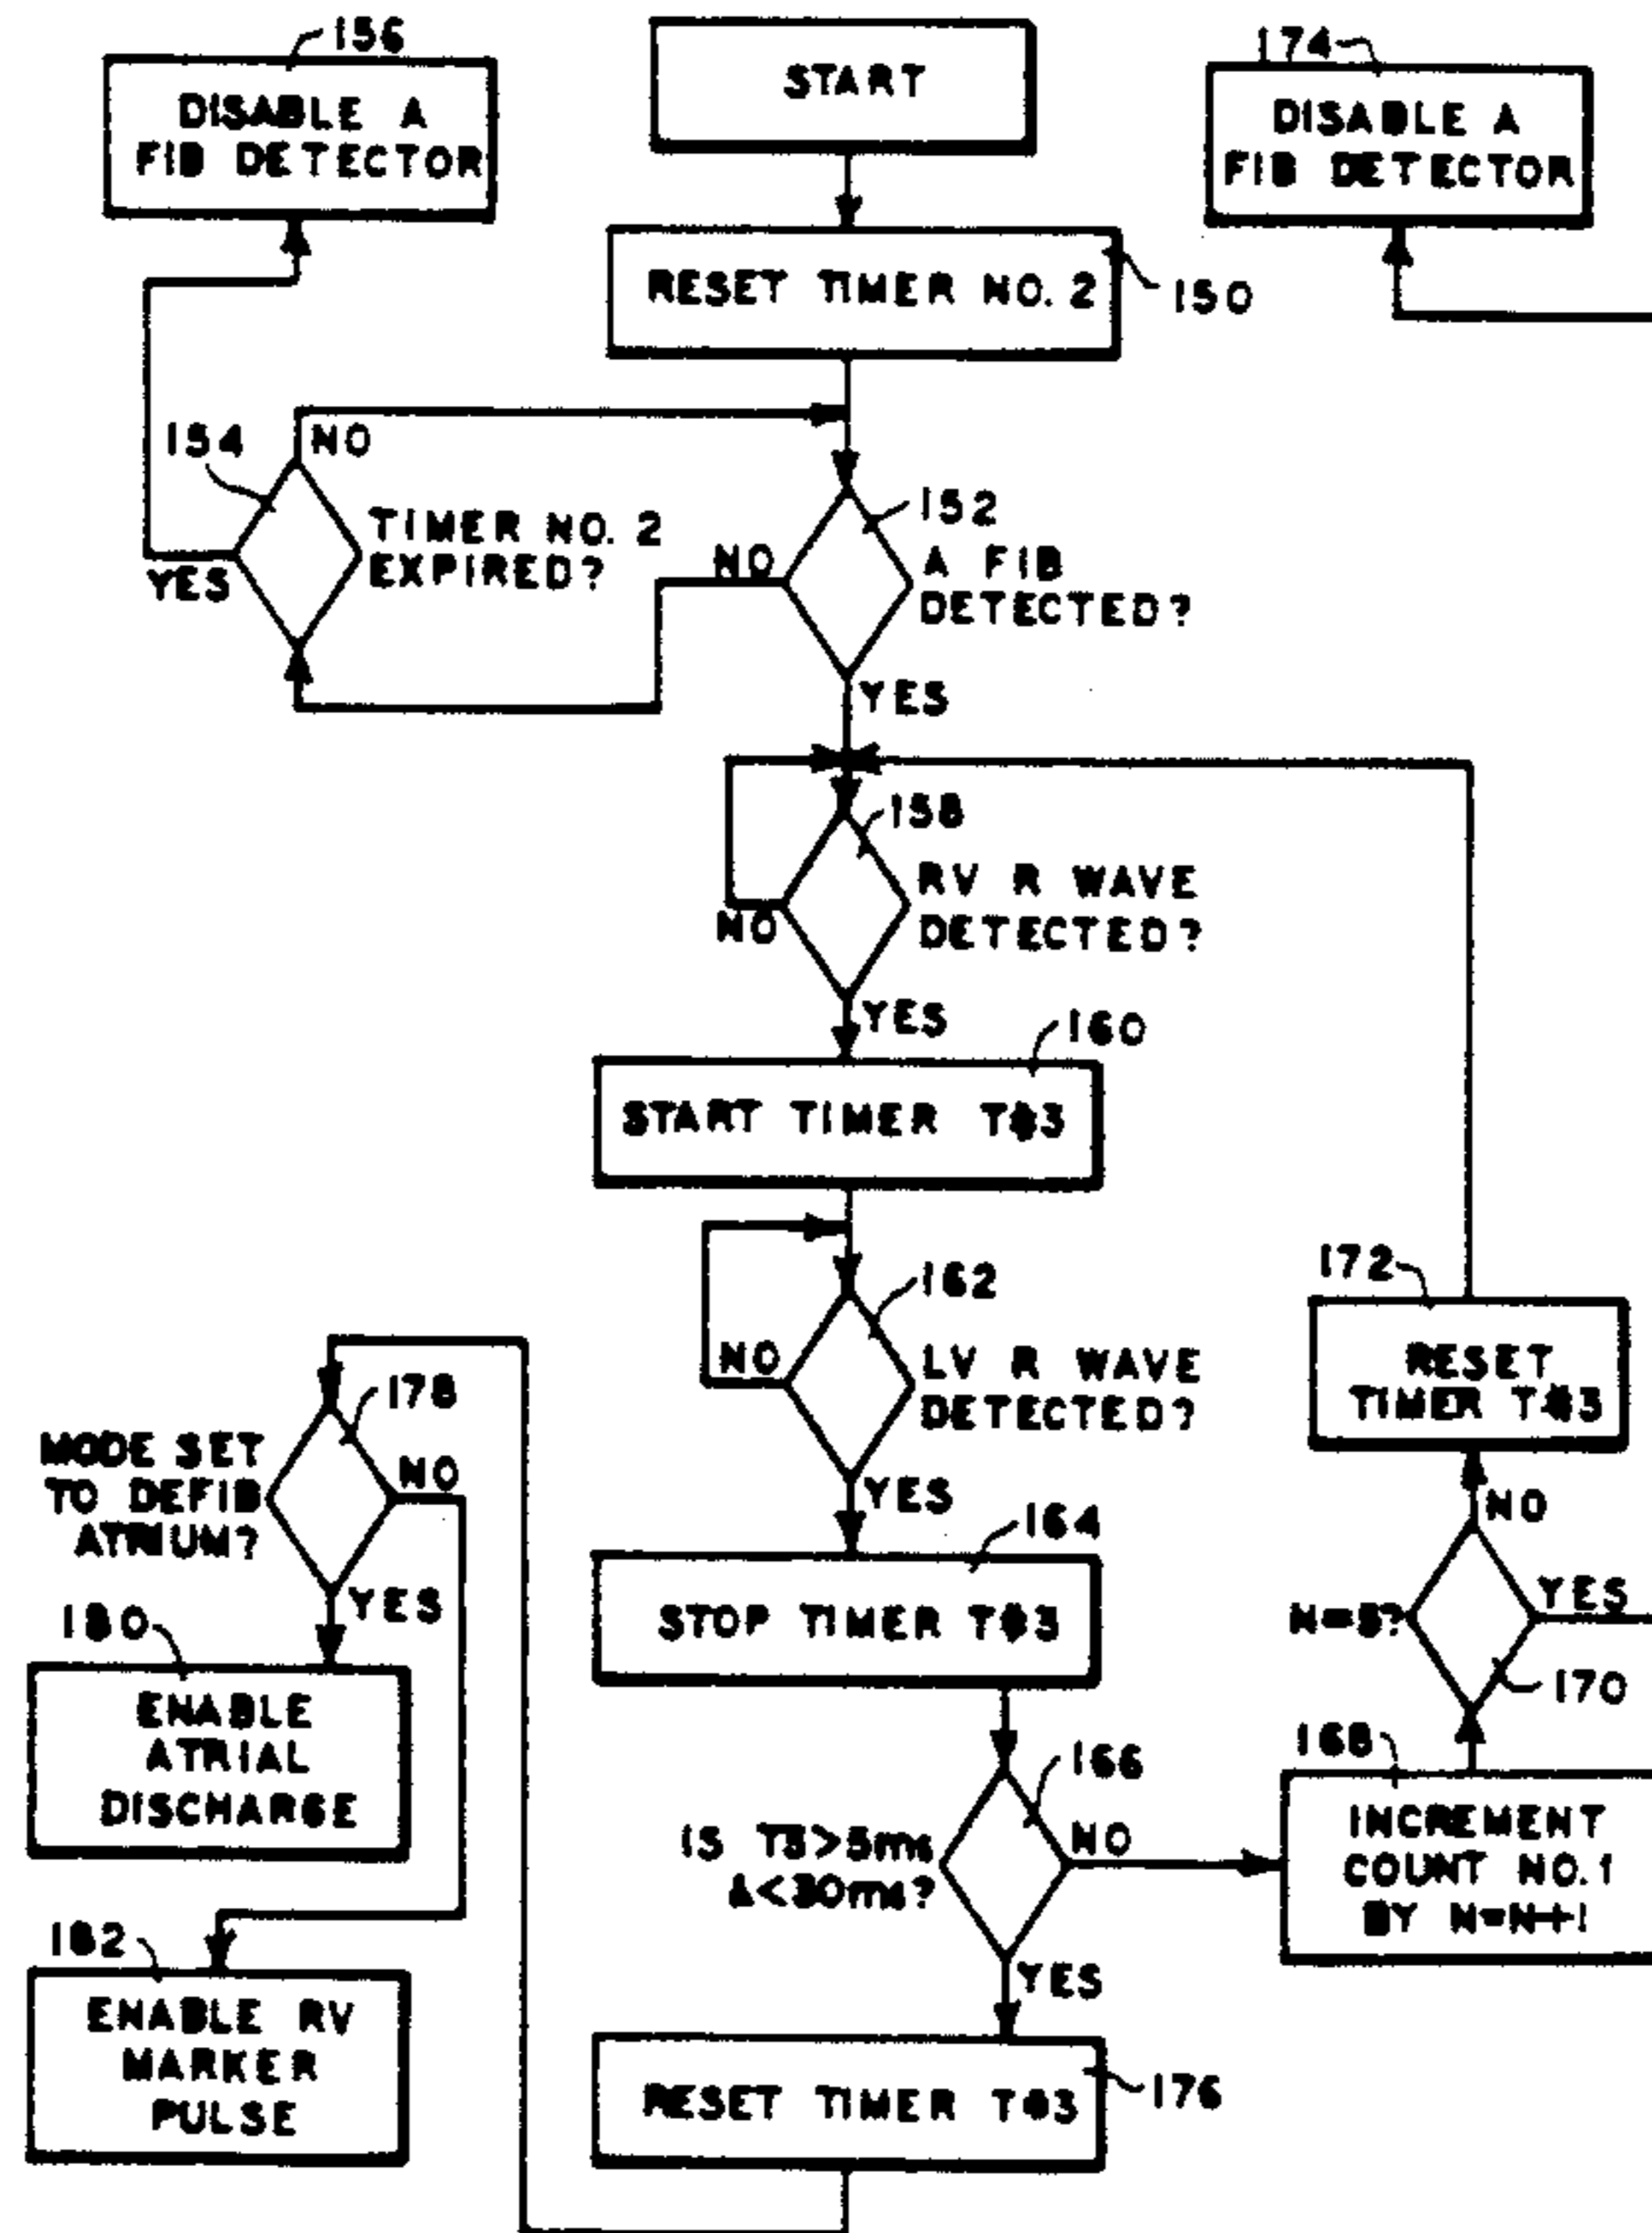 156
DISABLE A
FIB DETECTOR
START
174
DISABLE A
FIB DETECTOR
RESET TIMER NO. 2
150
154
NO
TIMER NO. 2
EXPIRED?
YES
152
NO
A FIB
DETECTED?
YES
158
RV R WAVE
DETECTED?
NO
YES
160
START TIMER T#3
162
NO
LV R WAVE
DETECTED?
YES
172
RESET
TIMER T#3
178
MODE SET
TO DEFIB
ATRIUM?
NO
YES
164
STOP TIMER T#3
NO
N=5?
YES
170
180
ENABLE
ATRIAL
DISCHARGE
166
IS T3>5ms
&<30ms?
NO
YES
168
INCREMENT
COUNT NO.1
BY N=N+1
182
ENABLE RV
MARKER
PULSE
RESET TIMER T#3
176